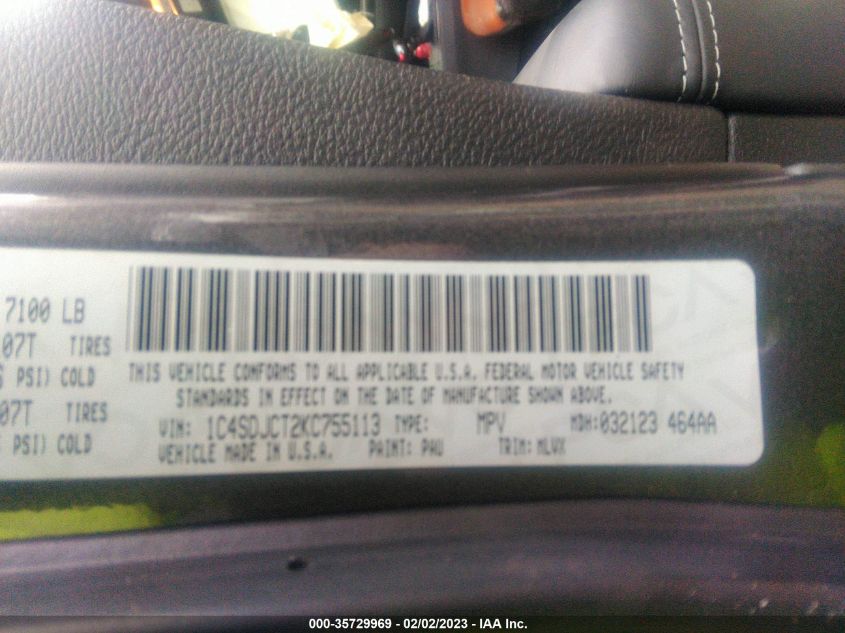 7100 LB
07T TIRES
PSI) COLD
07T TIRES
PSI) COLD
THIS VEHICLE CONFORMS TO ALL APPLICABLE U.S.A. FEDERAL MOTOR VEHICLE SAFETY
STANDARDS IN EFFECT ON THE DATE OF MANUFACTURE SHOWN ABOVE.
VIN: 1C4SDJCT2KC755113 TYPE: MPV MDH:032123 464AA
VEHICLE MADE IN U.S.A. PAINT: PAU TRIM: MLVX
000-35729969 — 02/02/2023 — IAA Inc.